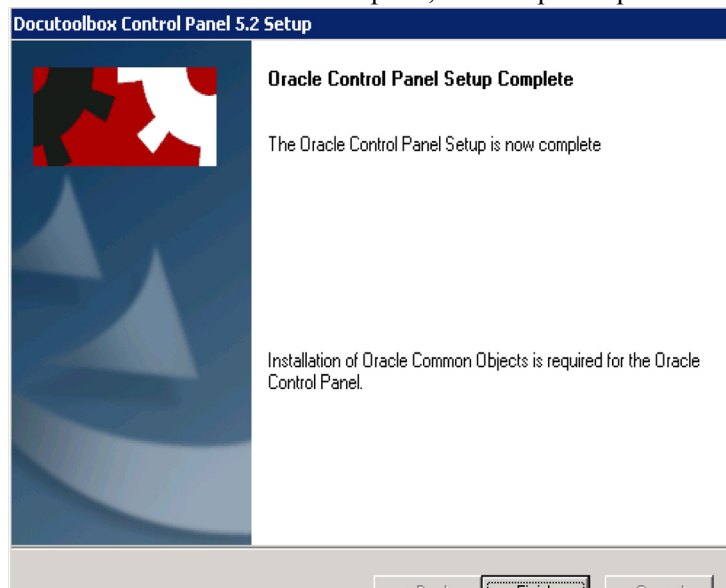 Docutoolbox Control Panel 5.2 Setup
Oracle Control Panel Setup Complete
The Oracle Control Panel Setup is now complete
Installation of Oracle Common Objects is required for the Oracle
Control Panel.